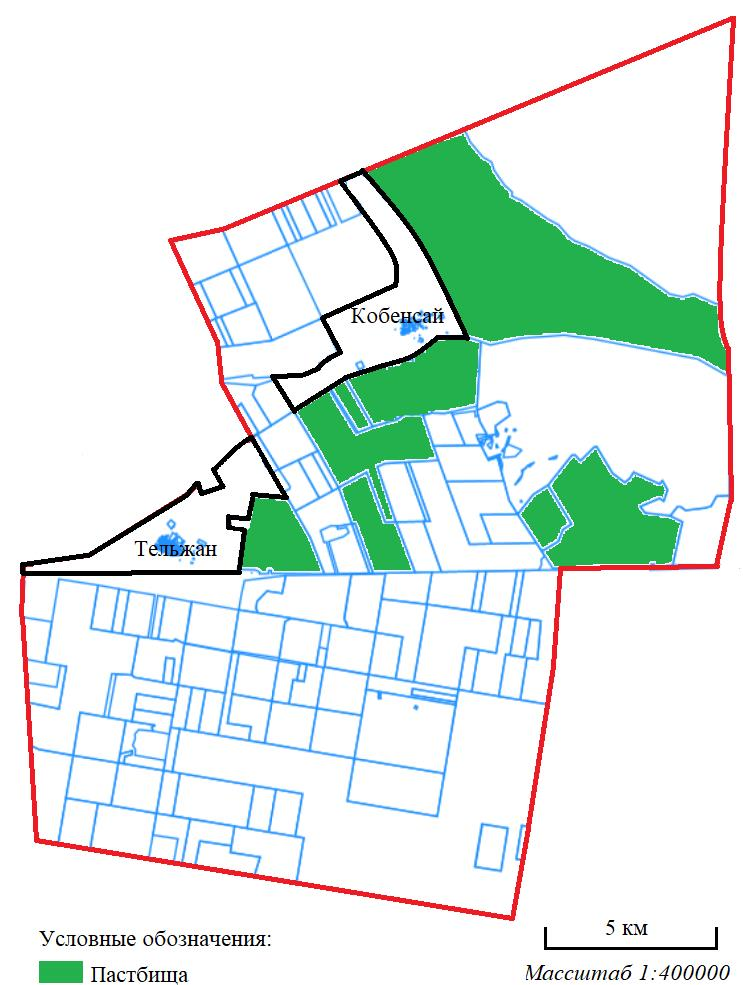 Кобенсай
Тельжан
Условные обозначения:
Пастбища
5 км
Масштаб 1:400000